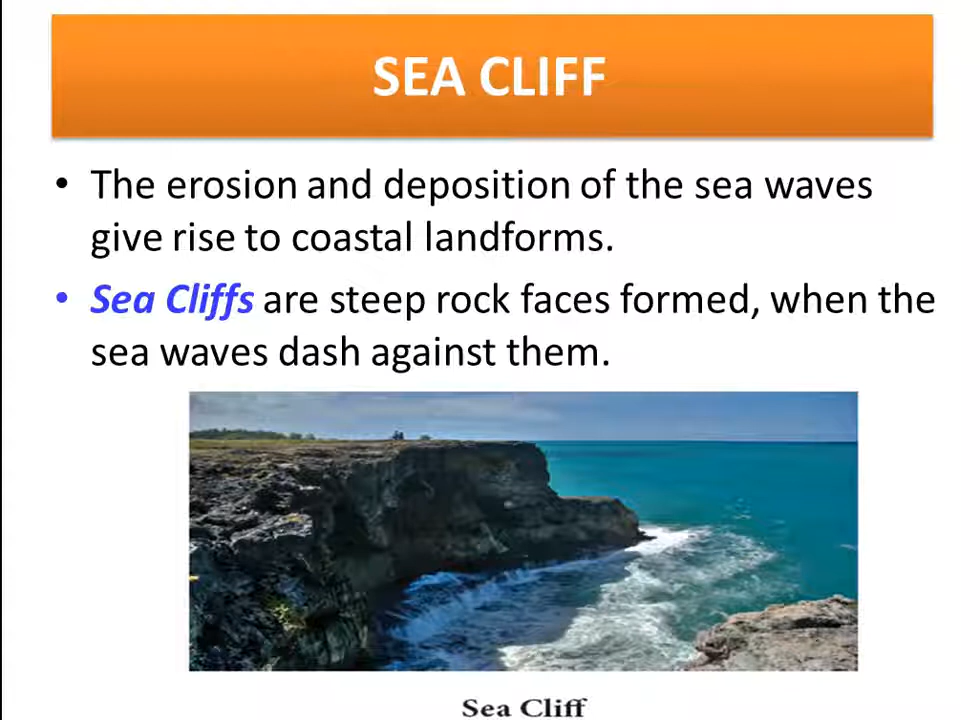 SEA CLIFF
• The erosion and deposition of the sea waves
give rise to coastal landforms.
• Sea Cliffs are steep rock faces formed, when the
sea waves dash against them.
Sea Cliff